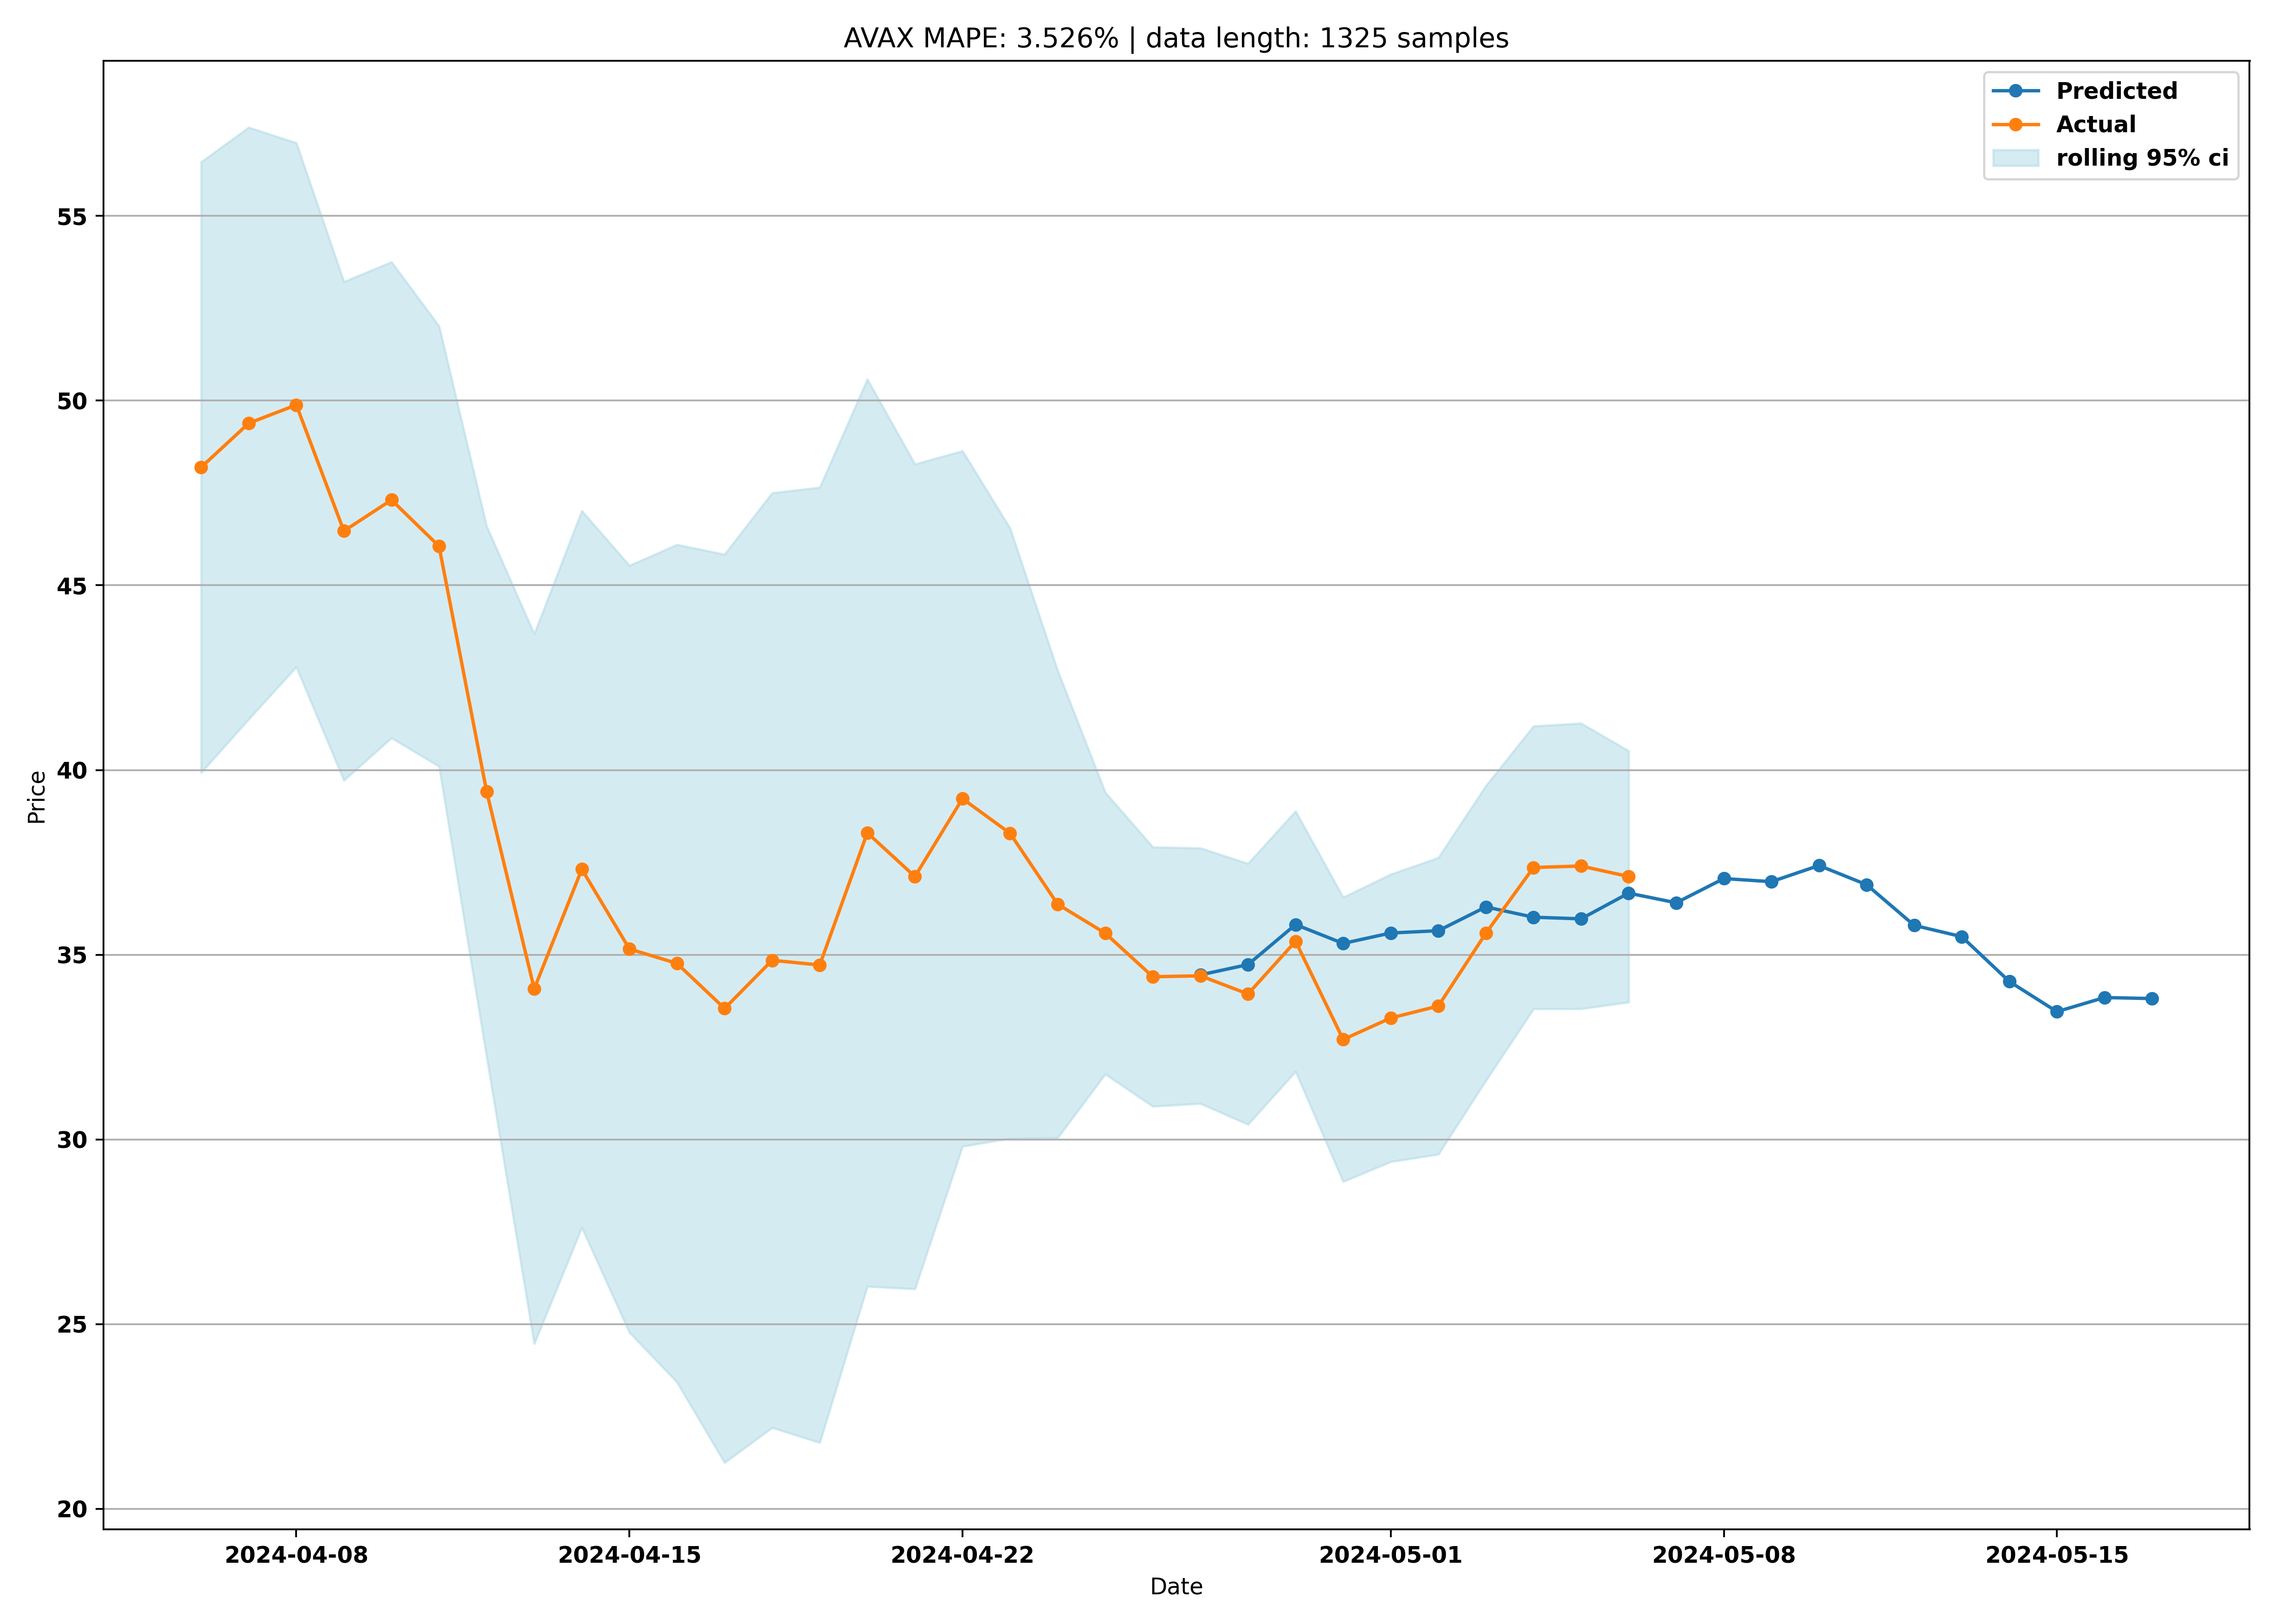 AVAX MAPE: 3.526% | data length: 1325 samples
Predicted
Actual
rolling 95% ci
55
50
45
40
35
30
25
20
Price
2024-04-08
2024-04-15
2024-04-22
2024-05-01
2024-05-08
2024-05-15
Date